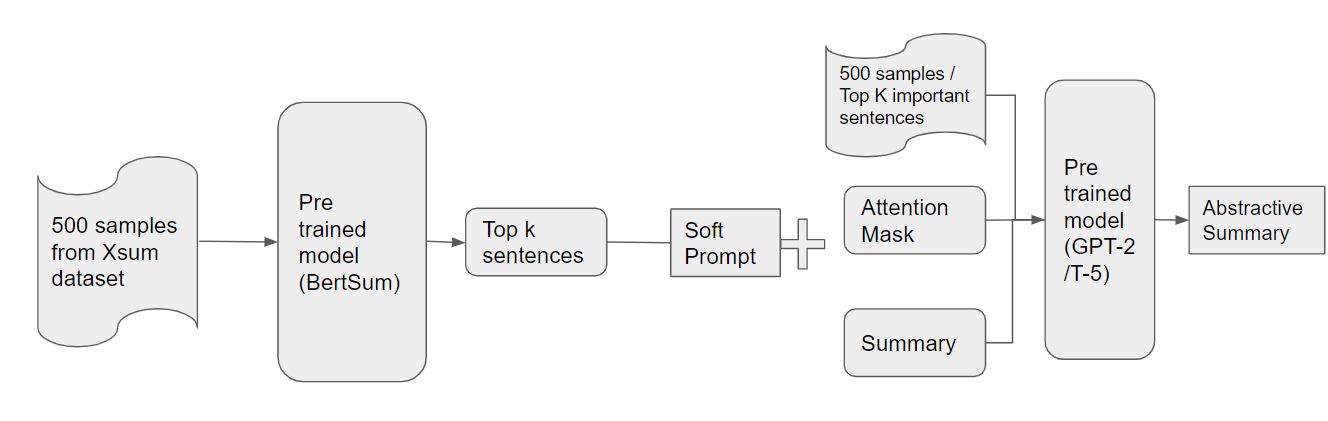 500 samples
from Xsum
dataset
Pre
trained
model
(BertSum)
Top k
sentences
Soft
Prompt
500 samples /
Top K important
sentences
Attention
Mask
Summary
Pre
trained
model
(GPT-2
/T-5)
Abstractive
Summary